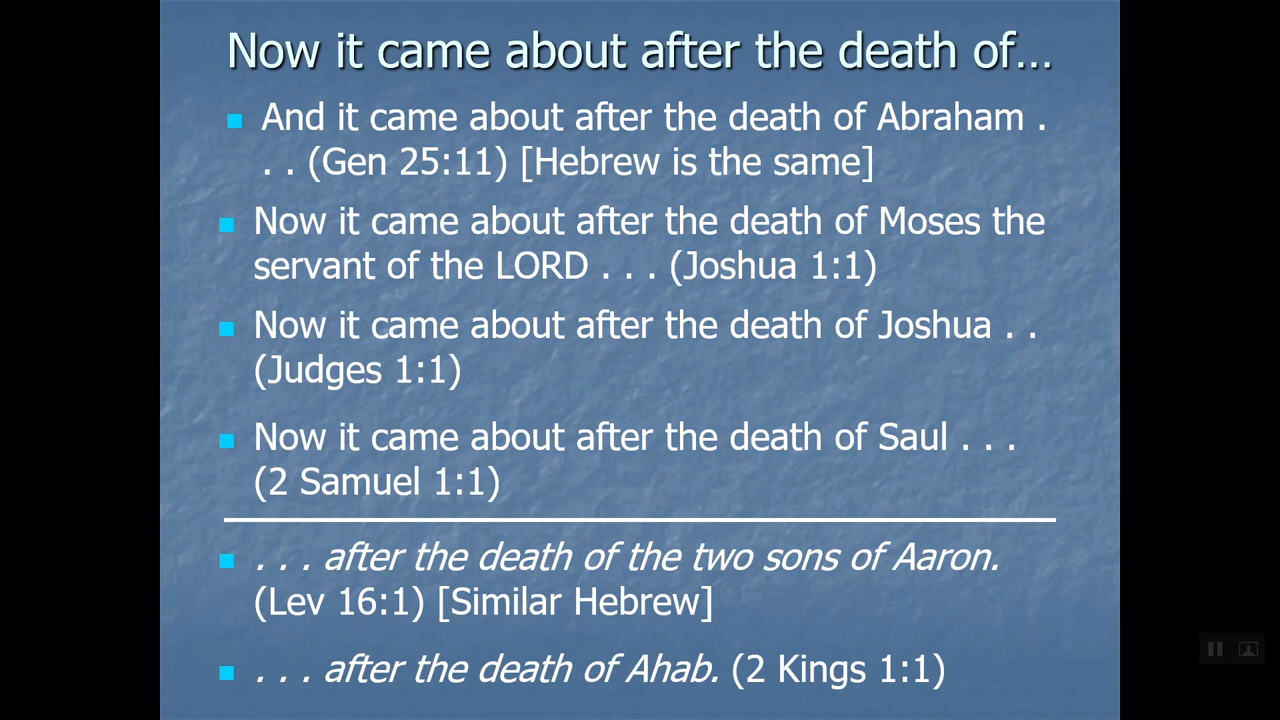 Now it came about after the death of…
And it came about after the death of Abraham .
. . (Gen 25:11) [Hebrew is the same]
Now it came about after the death of Moses the
servant of the LORD . . . (Joshua 1:1)
Now it came about after the death of Joshua . .
(Judges 1:1)
Now it came about after the death of Saul . . .
(2 Samuel 1:1)
. . . after the death of the two sons of Aaron.
(Lev 16:1) [Similar Hebrew]
. . . after the death of Ahab. (2 Kings 1:1)